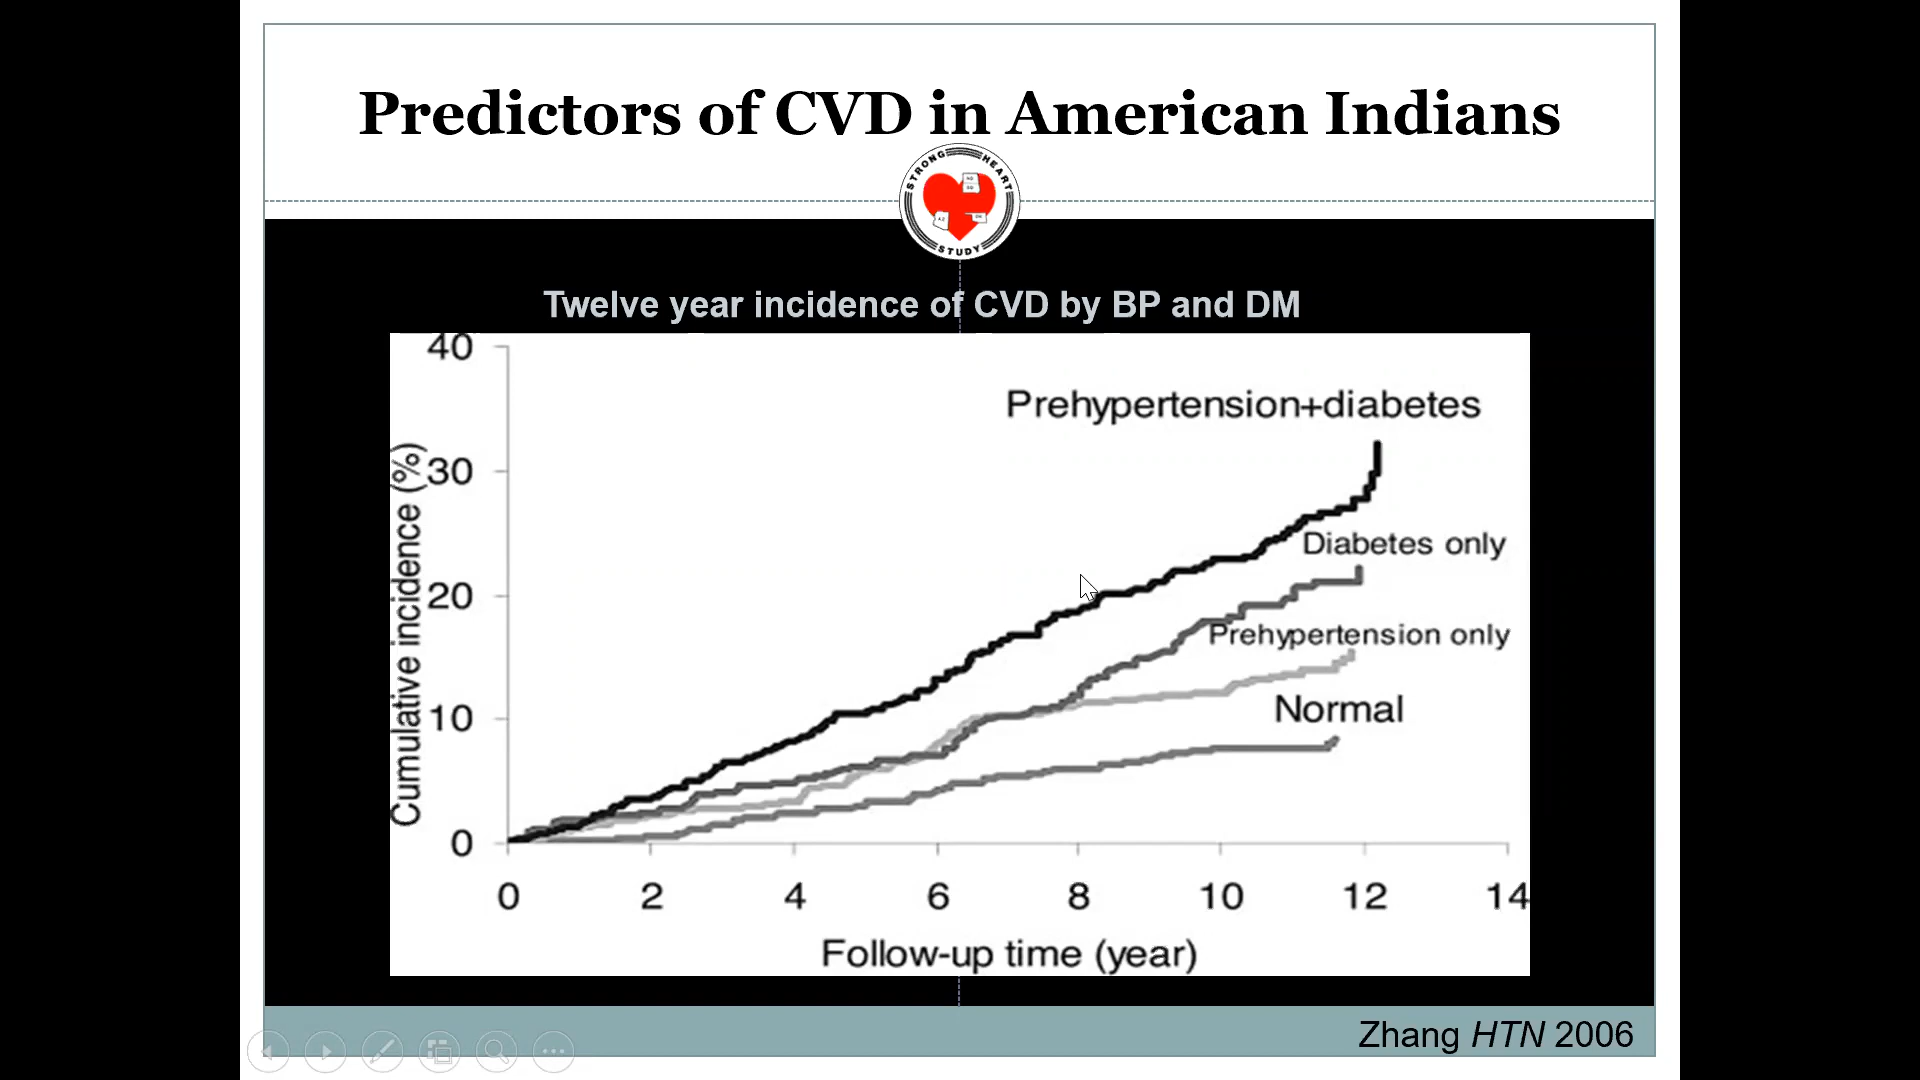 Predictors of CVD in American Indians
STRONG HEART
STUDY
Twelve year incidence of CVD by BP and DM
40
30
20
10
0
Cumulative incidence (%)
Prehypertension+diabetes
Diabetes only
Prehypertension only
Normal
0 2 4 6 8 10 12 14
Follow-up time (year)
Zhang HTN 2006